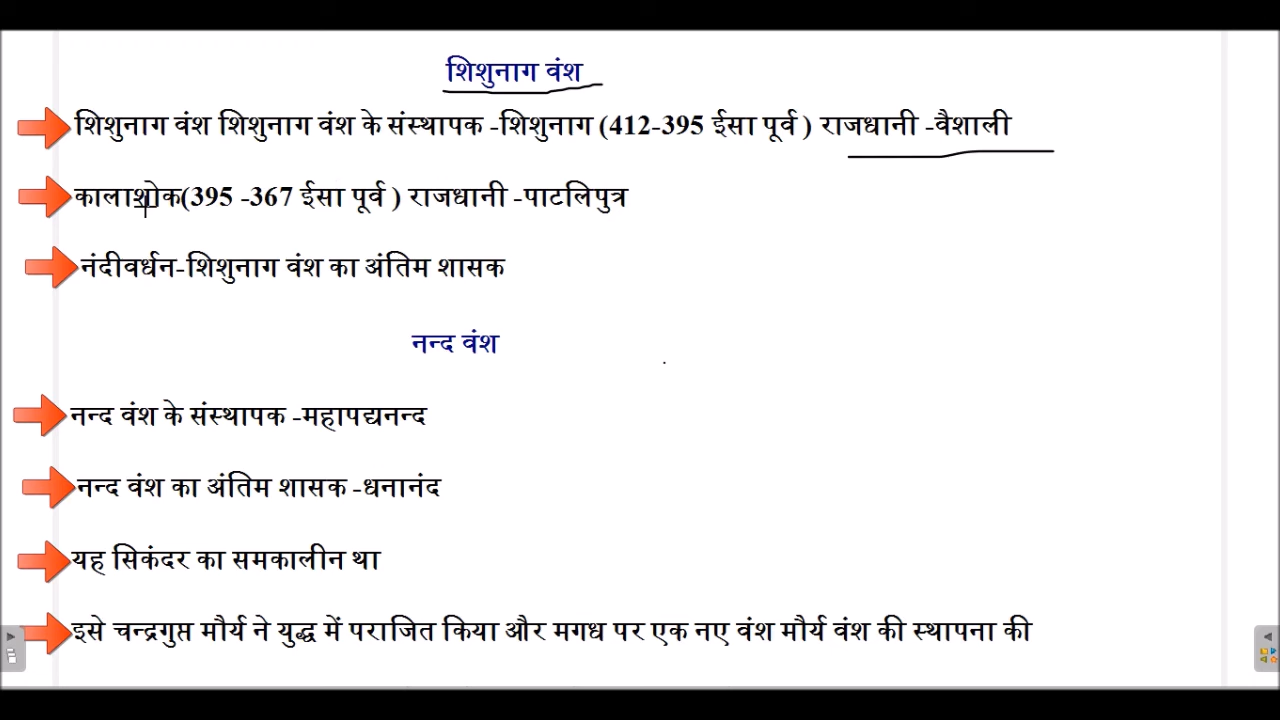 शिशुनाग वंश
शिशुनाग वंश शिशुनाग वंश के संस्थापक -शिशुनाग (412-395 ईसा पूर्व ) राजधानी -वैशाली
कालाशोक(395 -367 ईसा पूर्व ) राजधानी -पाटलिपुत्र
नंदीवर्धन-शिशुनाग वंश का अंतिम शासक
नन्द वंश
नन्द वंश के संस्थापक -महापद्यनन्द
नन्द वंश का अंतिम शासक -धनानंद
यह सिकंदर का समकालीन था
इसे चन्द्रगुप्त मौर्य ने युद्ध में पराजित किया और मगध पर एक नए वंश मौर्य वंश की स्थापना की